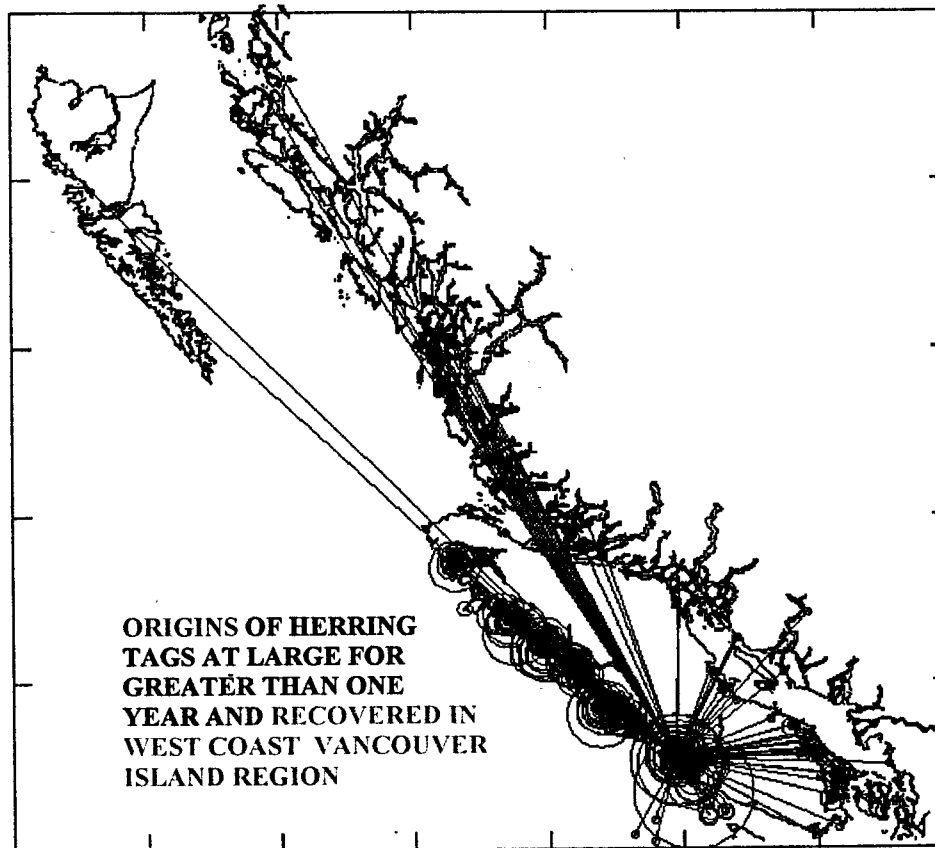 ORIGINS OF HERRING
TAGS AT LARGE FOR
GREATER THAN ONE
YEAR AND RECOVERED IN
WEST COAST VANCOUVER
ISLAND REGION